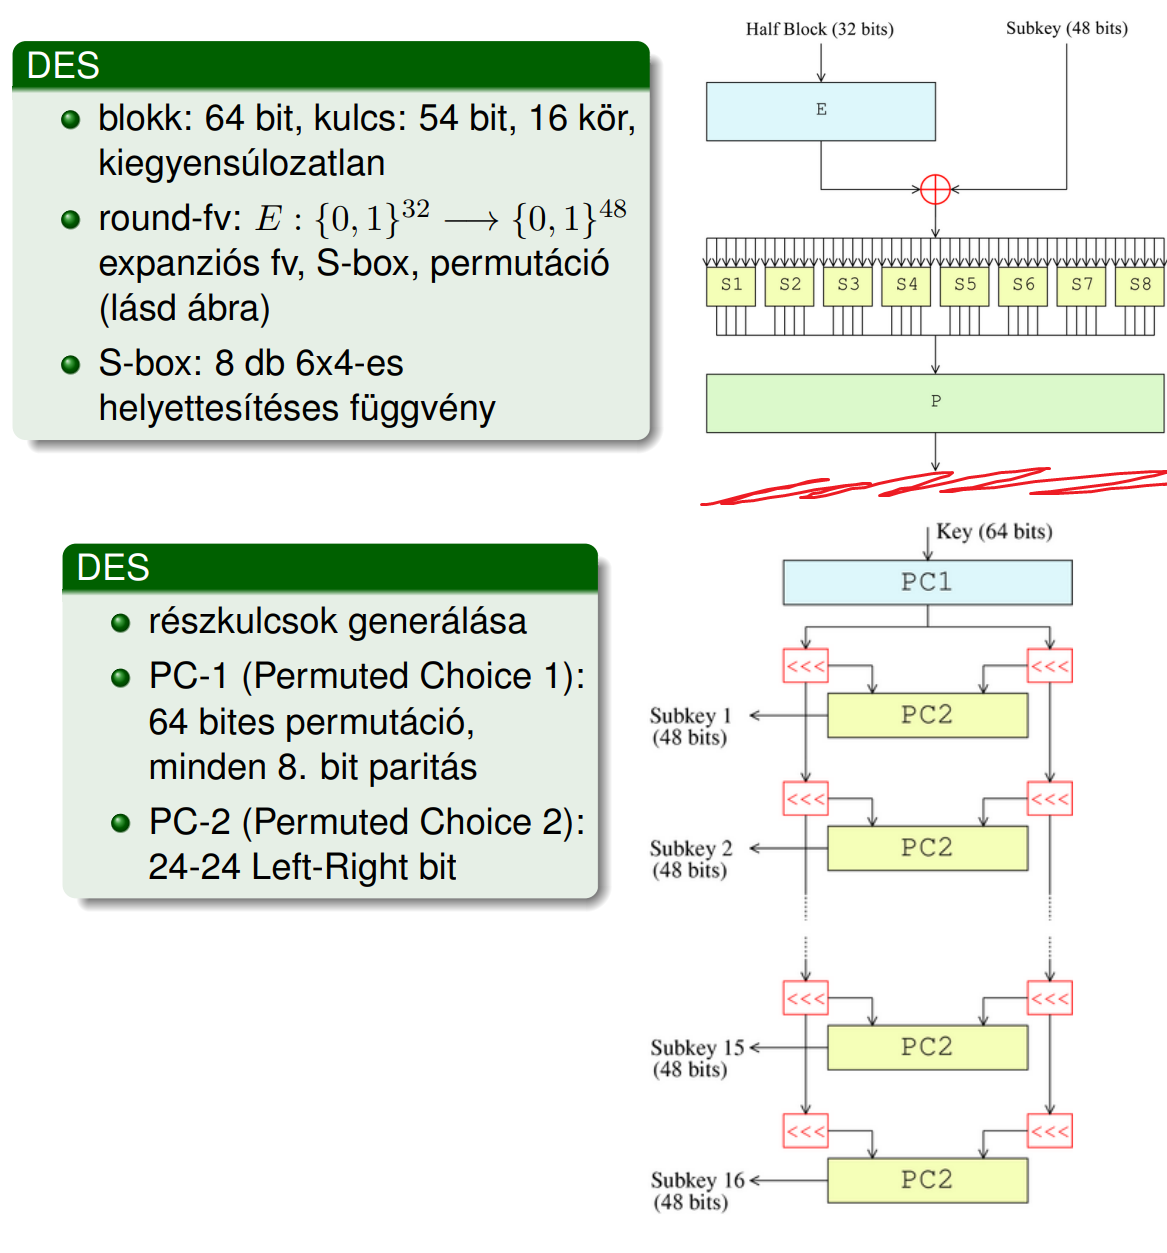 DES
blokk: 64 bit, kulcs: 54 bit, 16 kör,
kiegyensúlozatlan
round-fv: E : {0, 1}^32 ⟶ {0, 1}^48
expanziós fv, S-box, permutáció
(lásd ábra)
S-box: 8 db 6x4-es
helyettesítéses függvény
Half Block (32 bits)
Subkey (48 bits)
E
S1 S2 S3 S4 S5 S6 S7 S8
P
DES
részkulcsok generálása
PC-1 (Permuted Choice 1):
64 bites permutáció,
minden 8. bit paritás
PC-2 (Permuted Choice 2):
24-24 Left-Right bit
Key (64 bits)
PC1
<<< <<<
PC2
Subkey 1
(48 bits)
<<< <<<
PC2
Subkey 2
(48 bits)
<<< <<<
PC2
Subkey 15
(48 bits)
<<< <<<
PC2
Subkey 16
(48 bits)